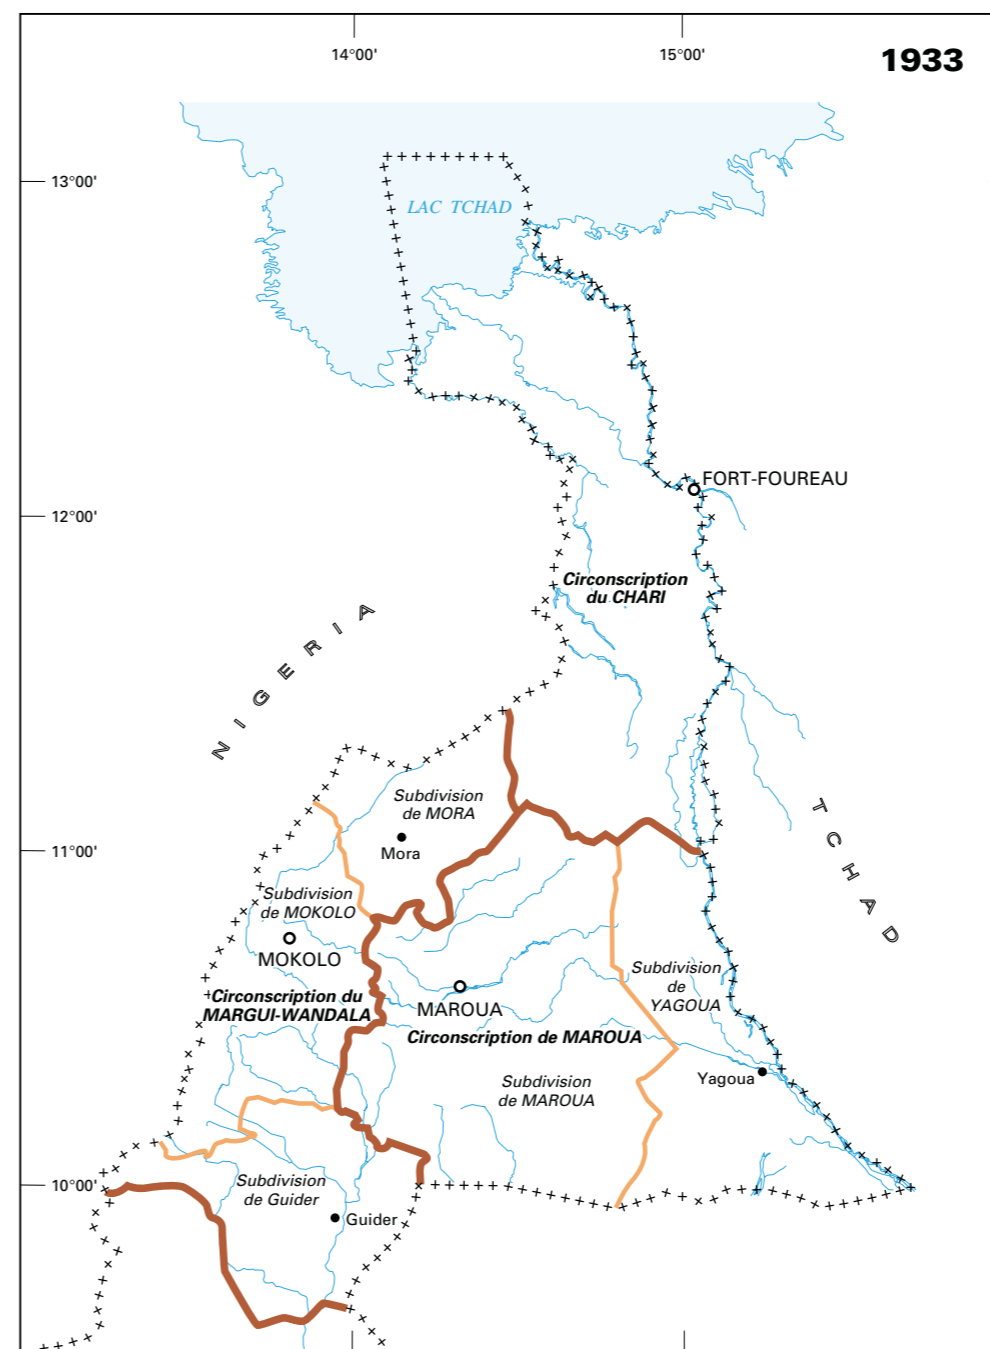 14°00'
15°00'
1933
13°00'
LAC TCHAD
FORT-FOUREAU
12°00'
Circonscription
du CHARI
NIGERIA
Subdivision
de MORA
Mora
TCHAD
11°00'
Subdivision
de MOKOLO
MOKOLO
Subdivision
de
YAGOUA
Circonscription du
MARGUI-WANDALA
MAROUA
Circonscription de MAROUA
Yagoua
Subdivision
de MAROUA
10°00'
Subdivision
de Guider
Guider